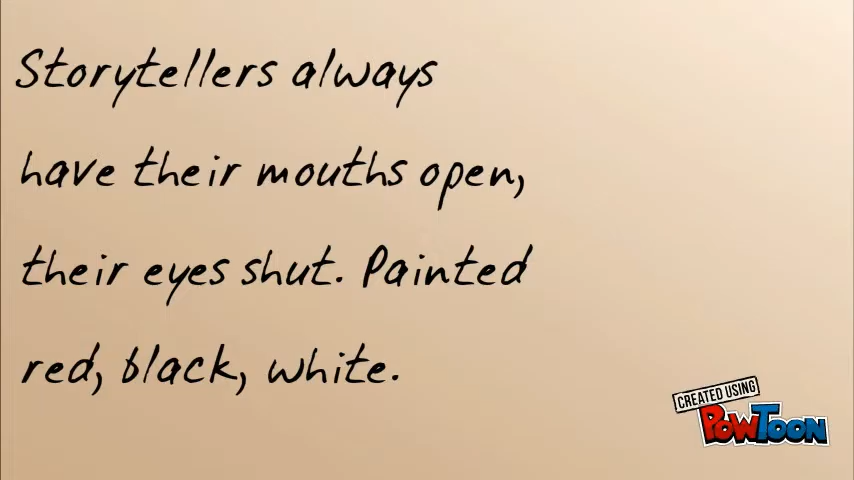 Storytellers always
have their mouths open,
their eyes shut. Painted
red, black, white.
CREATED USING
POWTOON